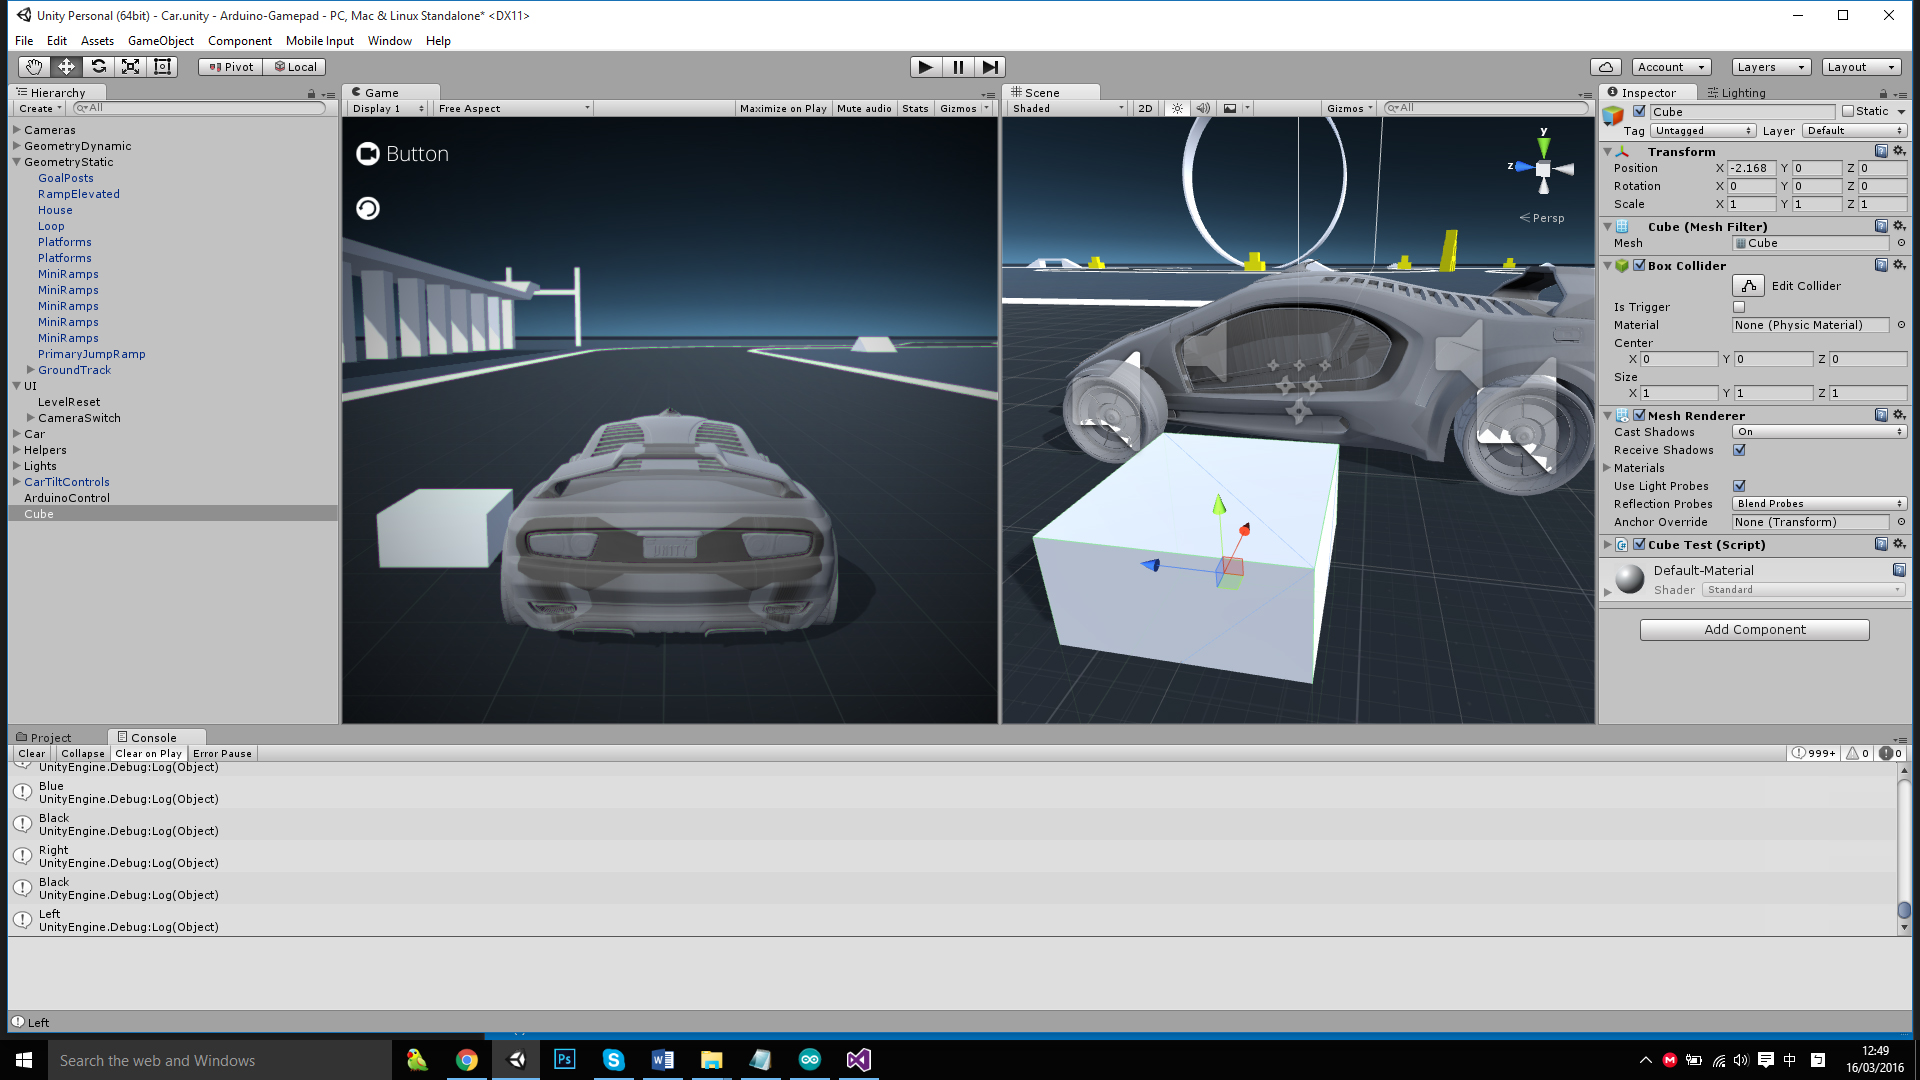 Unity Personal (64bit) - Car.unity - Arduino-Gamepad - PC, Mac & Linux Standalone* <DX11>
File Edit Assets GameObject Component Mobile Input Window Help
Pivot Local Account Layers Layout
Hierarchy
Create All
Cameras
GeometryDynamic
GeometryStatic
GoalPosts
RampElevated
House
Loop
Platforms
Platforms
MiniRamps
MiniRamps
MiniRamps
MiniRamps
MiniRamps
PrimaryJumpRamp
GroundTrack
UI
LevelReset
CameraSwitch
Car
Helpers
Lights
CarTiltControls
ArduinoControl
Cube
Game
Display 1 Free Aspect Maximize on Play Mute audio Stats Gizmos
Button
UNITY
Scene
Shaded 2D Gizmos All
y
z
Persp
Inspector Lighting
Cube Static
Tag Untagged Layer Default
Transform
Position X -2.168 Y 0 Z 0
Rotation X 0 Y 0 Z 0
Scale X 1 Y 1 Z 1
Cube (Mesh Filter)
Mesh Cube
Box Collider
Edit Collider
Is Trigger
Material None (Physic Material)
Center
X 0 Y 0 Z 0
Size
X 1 Y 1 Z 1
Mesh Renderer
Cast Shadows On
Receive Shadows
Materials
Use Light Probes
Reflection Probes Blend Probes
Anchor Override None (Transform)
Cube Test (Script)
Default-Material
Shader Standard
Add Component
Project Console
Clear Collapse Clear on Play Error Pause 999+ 0 0
UnityEngine.Debug:Log(Object)
Blue
UnityEngine.Debug:Log(Object)
Black
UnityEngine.Debug:Log(Object)
Right
UnityEngine.Debug:Log(Object)
Black
UnityEngine.Debug:Log(Object)
Left
UnityEngine.Debug:Log(Object)
Left
Search the web and Windows
Ps
中
12:49
16/03/2016